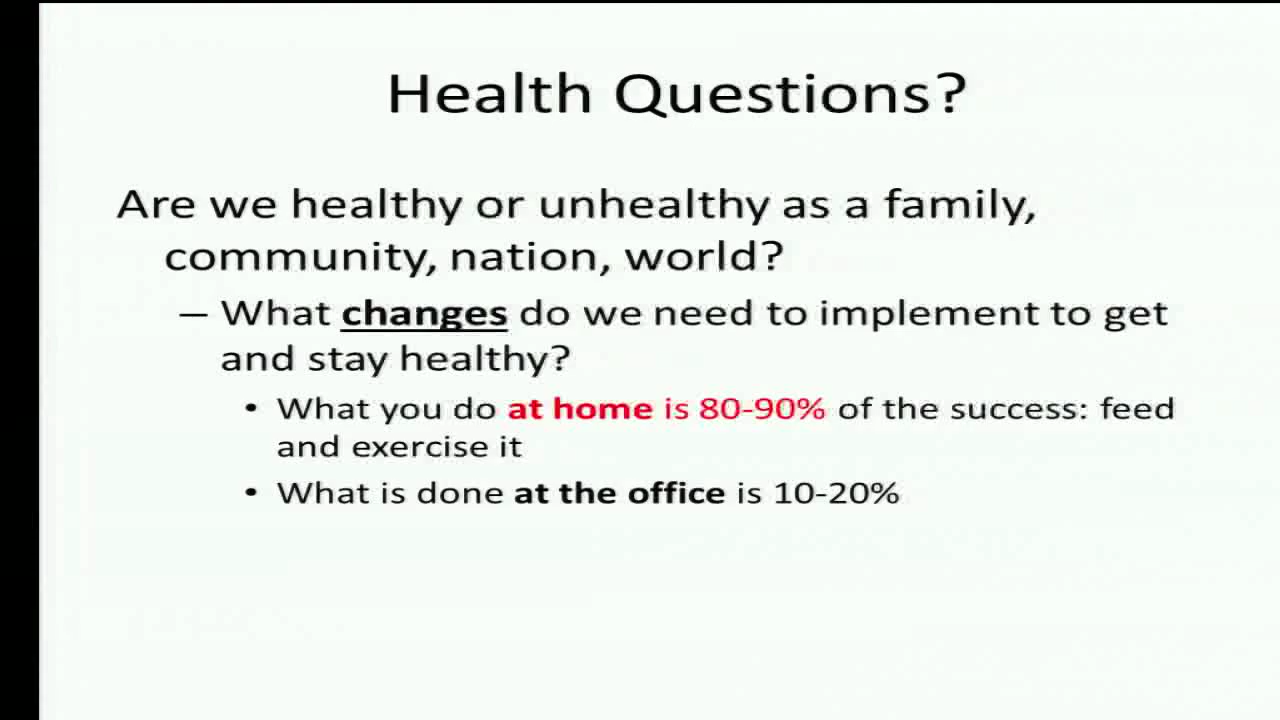 Health Questions?
Are we healthy or unhealthy as a family,
community, nation, world?
– What changes do we need to implement to get
and stay healthy?
• What you do at home is 80-90% of the success: feed
and exercise it
• What is done at the office is 10-20%